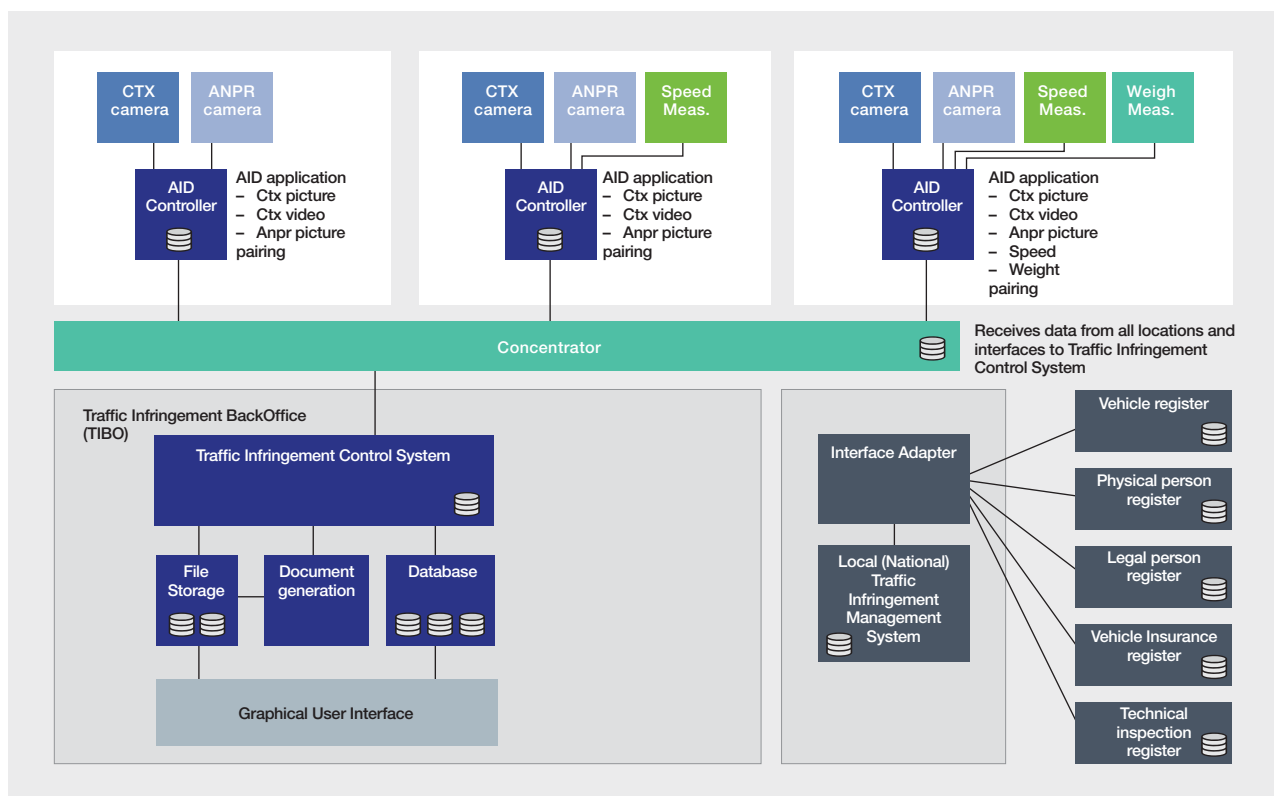 CTX
camera
ANPR
camera
AID
Controller
AID application
– Ctx picture
– Ctx video
– Anpr picture
pairing
CTX
camera
ANPR
camera
Speed
Meas.
AID
Controller
AID application
– Ctx picture
– Ctx video
– Anpr picture
pairing
CTX
camera
ANPR
camera
Speed
Meas.
Weigh
Meas.
AID
Controller
AID application
– Ctx picture
– Ctx video
– Anpr picture
– Speed
– Weight
pairing
Concentrator
Receives data from all locations and
interfaces to Traffic Infringement
Control System
Traffic Infringement BackOffice
(TIBO)
Traffic Infringement Control System
File
Storage
Document
generation
Database
Graphical User Interface
Interface Adapter
Local (National)
Traffic
Infringement
Management
System
Vehicle register
Physical person
register
Legal person
register
Vehicle Insurance
register
Technical
inspection
register